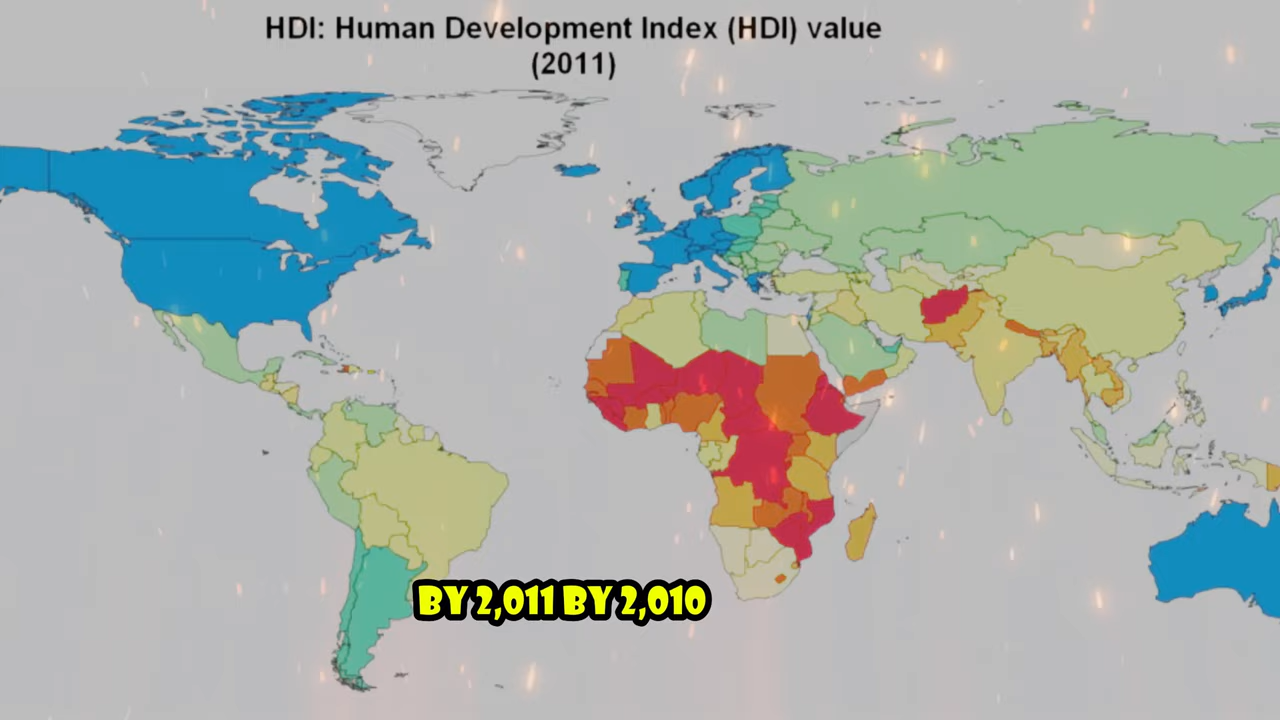 HDI: Human Development Index (HDI) value
(2011)
BY 2,011 BY 2,010